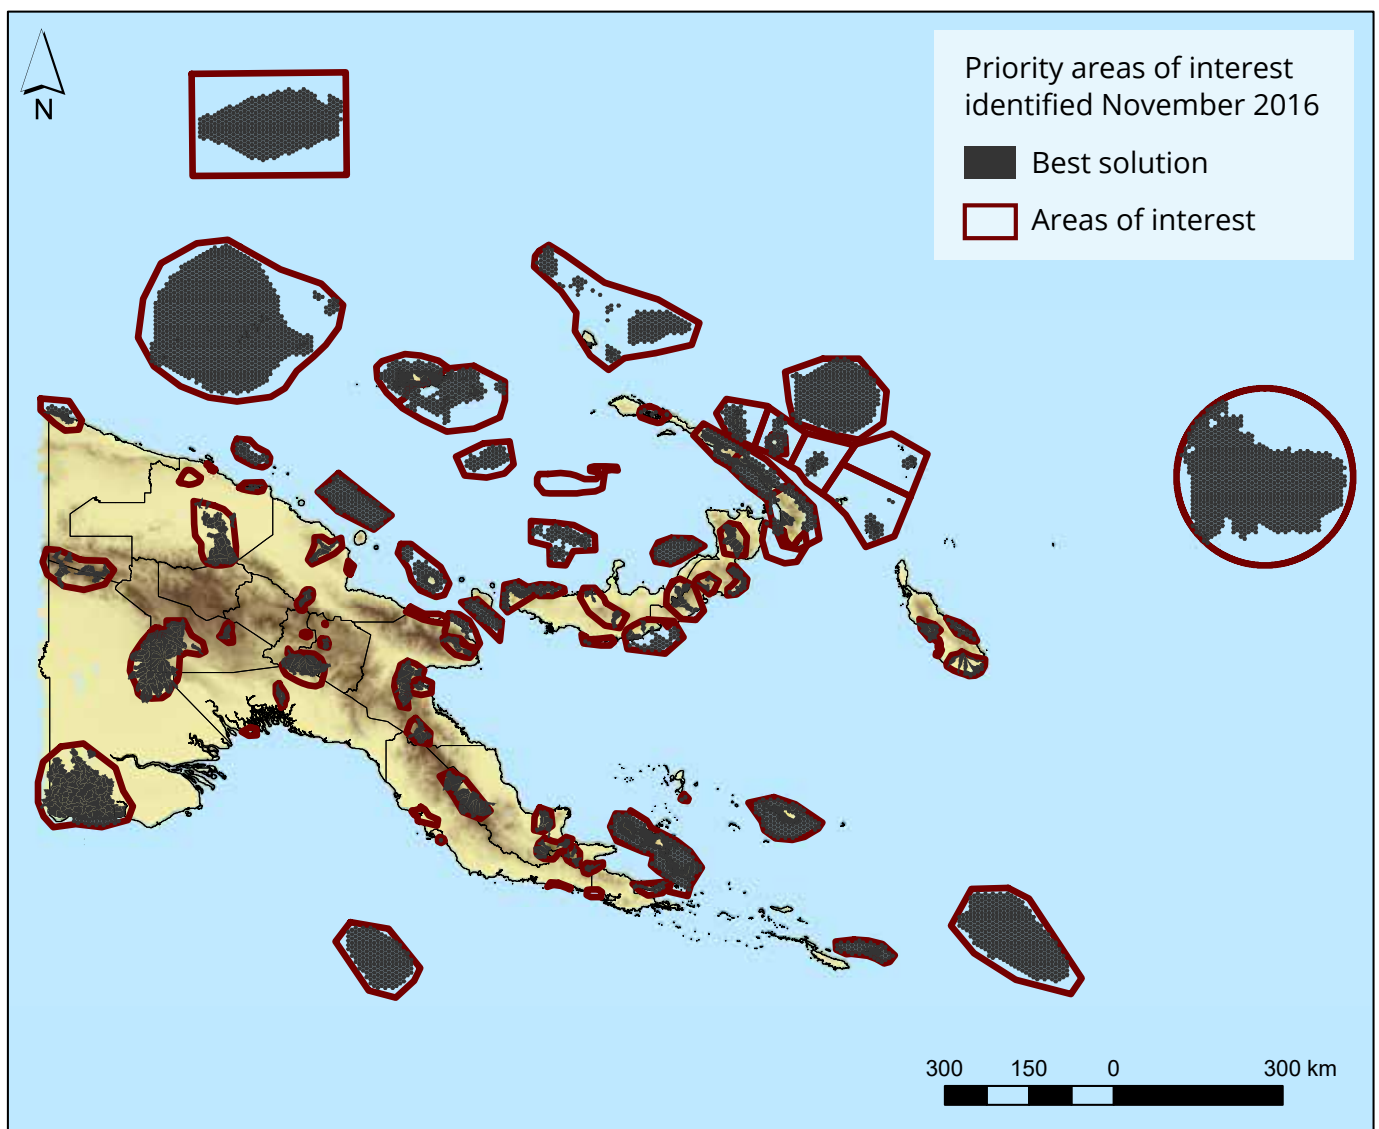 N
Priority areas of interest
identified November 2016
Best solution
Areas of interest
300 150 0 300 km